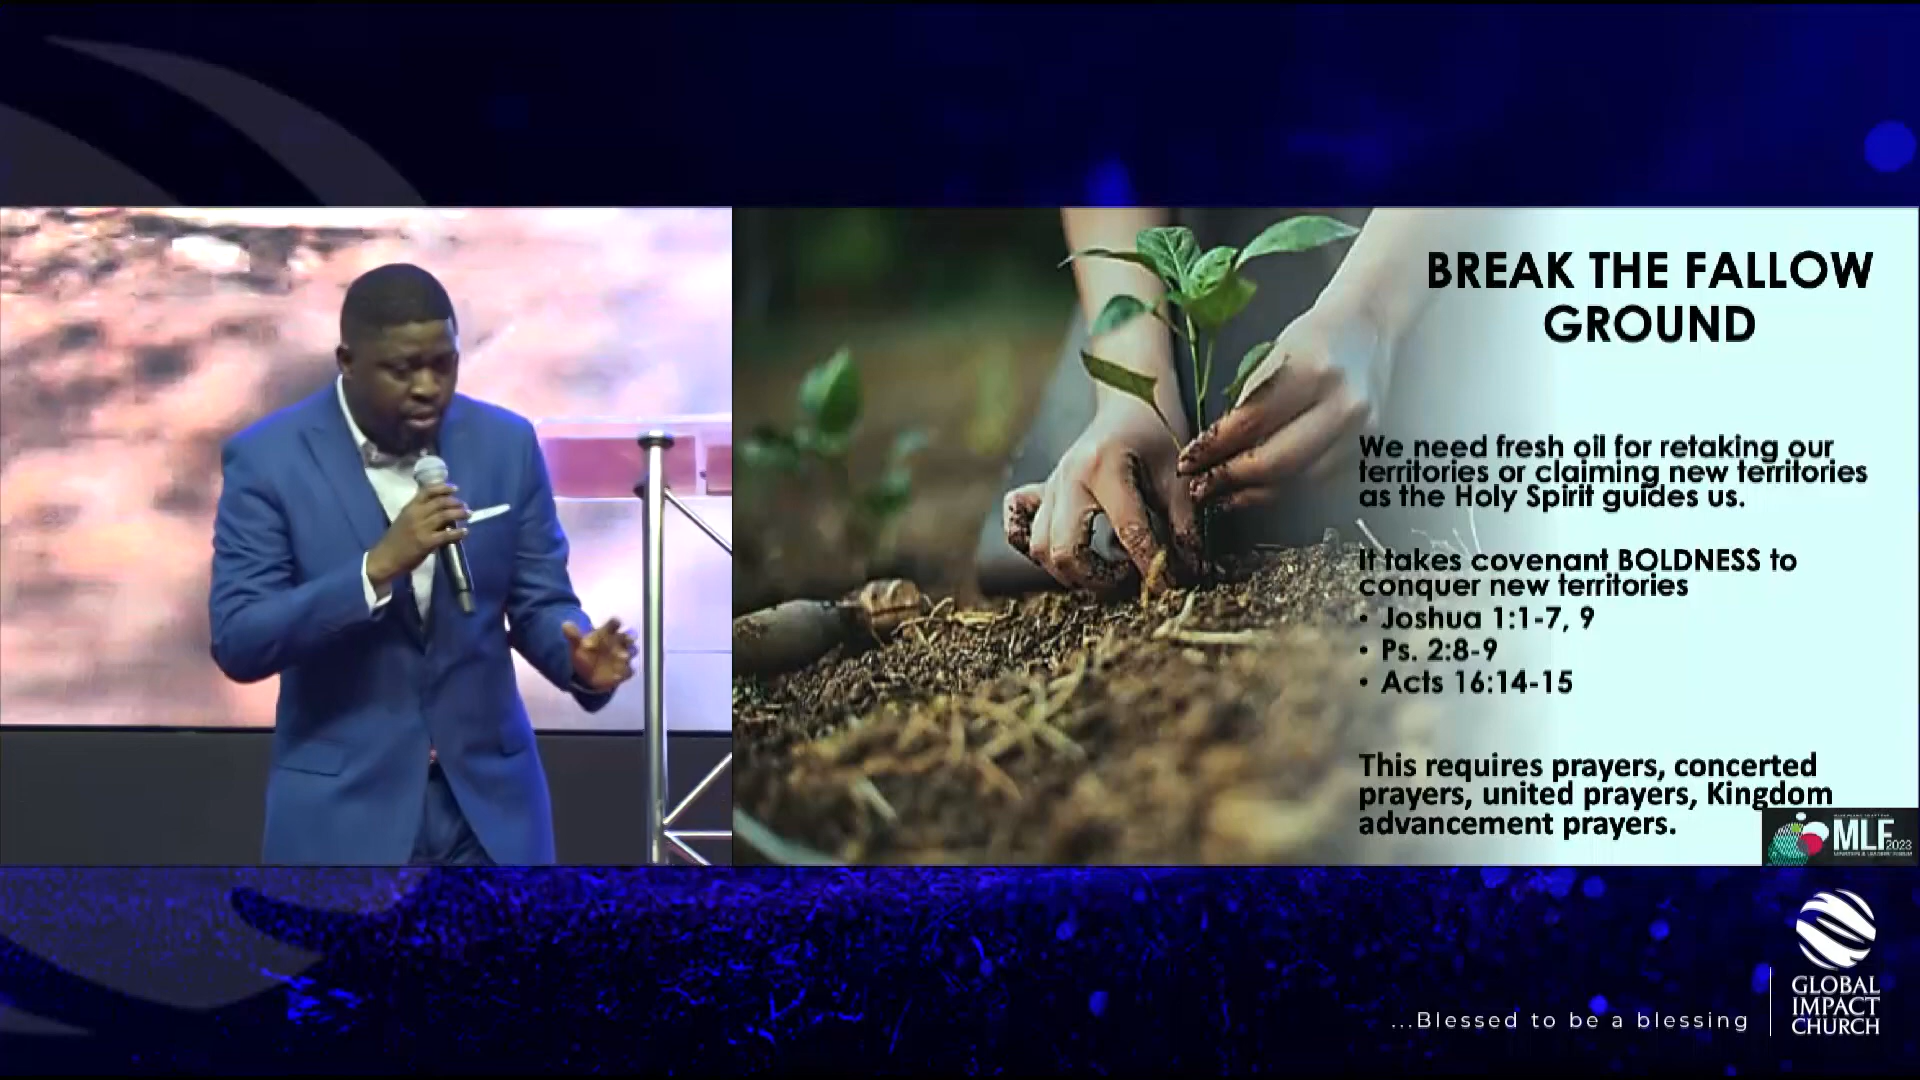 BREAK THE FALLOW
GROUND
We need fresh oil for retaking our
territories or claiming new territories
as the Holy Spirit guides us.
It takes covenant BOLDNESS to
conquer new territories
• Joshua 1:1-7, 9
• Ps. 2:8-9
• Acts 16:14-15
This requires prayers, concerted
prayers, united prayers, Kingdom
advancement prayers.
MLF 2023
...Blessed to be a blessing
GLOBAL
IMPACT
CHURCH